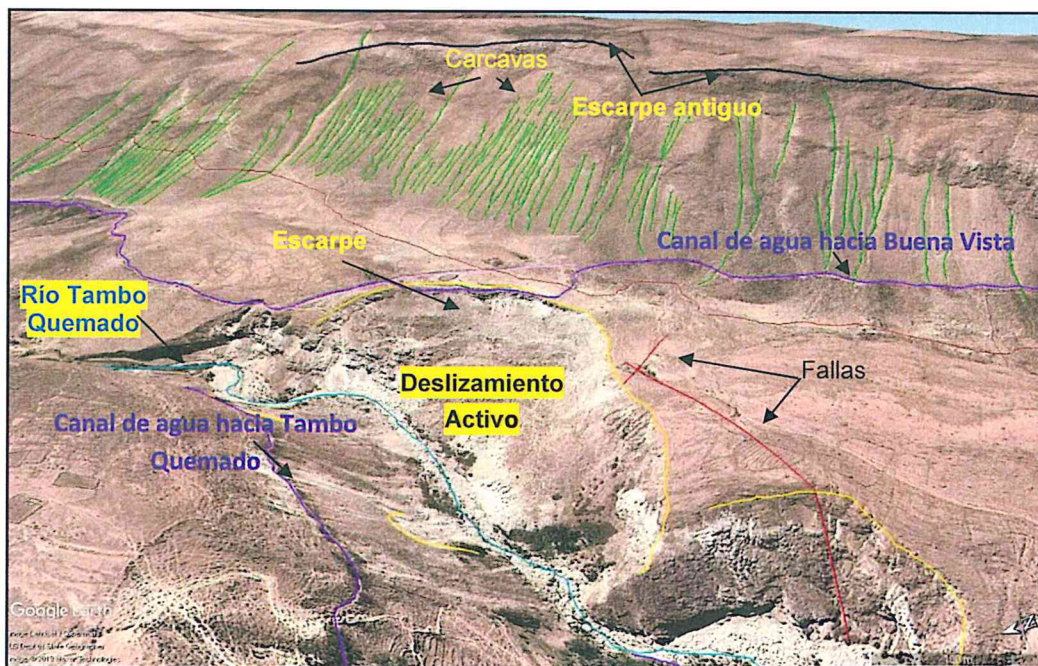 Carcavas
Escarpe antiguo
Escarpe
Canal de agua hacia Buena Vista
Río Tambo
Quemado
Fallas
Deslizamiento
Activo
Canal de agua hacia Tambo
Quemado
Google Earth